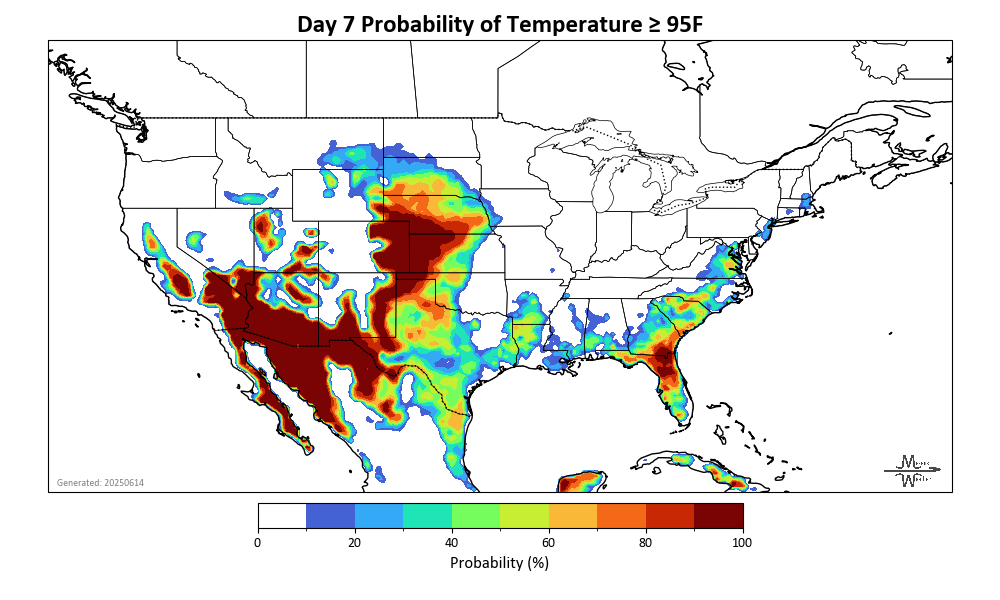 Day 7 Probability of Temperature ≥ 95F
Generated: 20250614
0 20 40 60 80 100
Probability (%)